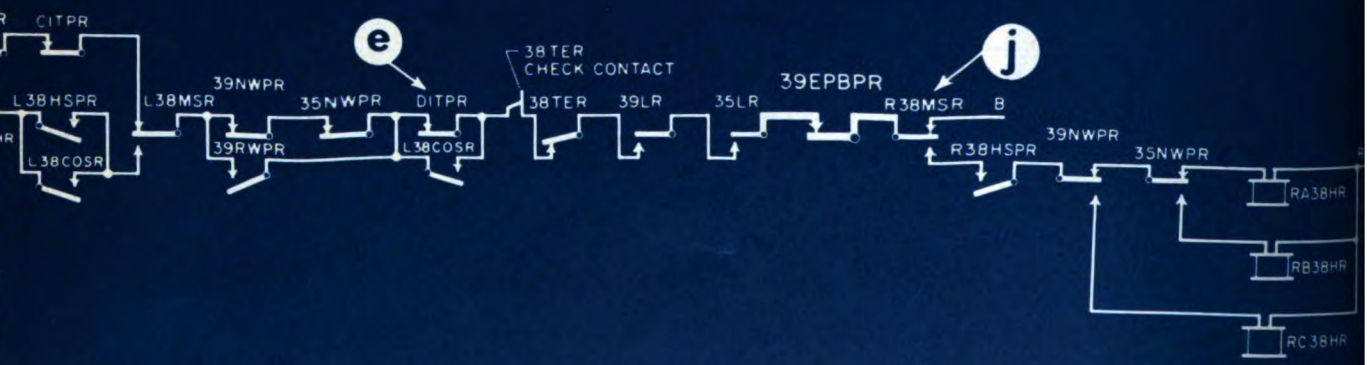 CITPR
e
38TER
CHECK CONTACT
j
L38HSPR
L38MSR
39NWPR
35NWPR
DITPR
38TER
39LR
35LR
39EPBPR
R38MSR
B
L38COSR
39RWPR
L38COSR
R38HSPR
39NWPR
35NWPR
RA38HR
RB38HR
RC38HR